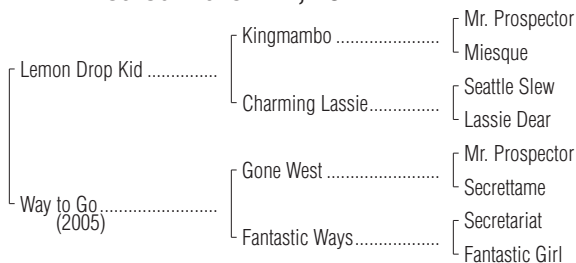 Mr. Prospector
Kingmambo ........................
Miesque
Lemon Drop Kid ................
Seattle Slew
Charming Lassie................
Lassie Dear
Mr. Prospector
Gone West ..........................
Secrettame
Way to Go...........................
(2005)
Secretariat
Fantastic Ways...................
Fantastic Girl